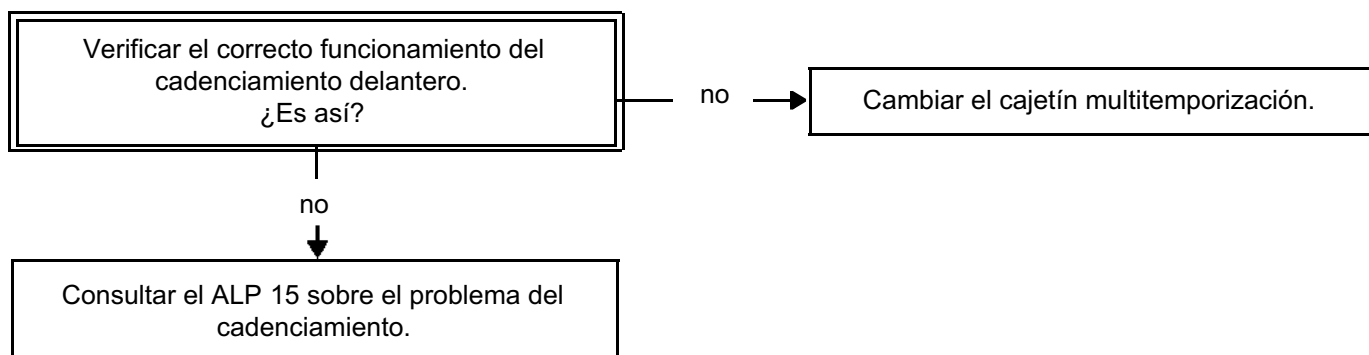 Verificar el correcto funcionamiento del
cadenciamiento delantero.
¿Es así?
no
Cambiar el cajetín multitemporización.
no
Consultar el ALP 15 sobre el problema del
cadenciamiento.